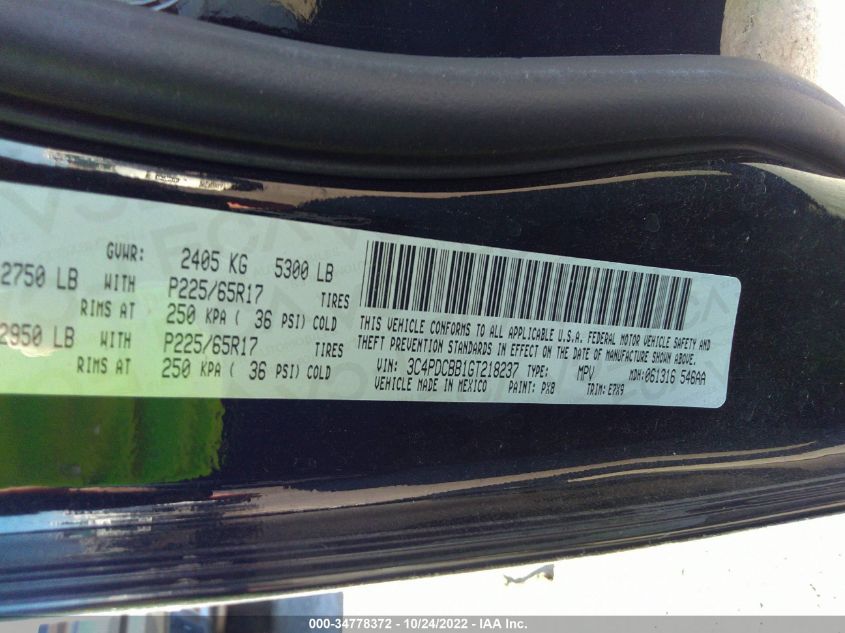 GVWR: 2405 KG 5300 LB
2750 LB WITH P225/65R17 TIRES
RIMS AT 250 KPA ( 36 PSI) COLD
2950 LB WITH P225/65R17 TIRES
RIMS AT 250 KPA ( 36 PSI) COLD
THIS VEHICLE CONFORMS TO ALL APPLICABLE U.S.A. FEDERAL MOTOR VEHICLE SAFETY AND
THEFT PREVENTION STANDARDS IN EFFECT ON THE DATE OF MANUFACTURE SHOWN ABOVE.
VIN: 3C4PDCBB1GT218237 TYPE: MPV MDH:061316 546AA
VEHICLE MADE IN MEXICO PAINT: PX8 TRIM: E7X9
000-34778372 - 10/24/2022 - IAA Inc.